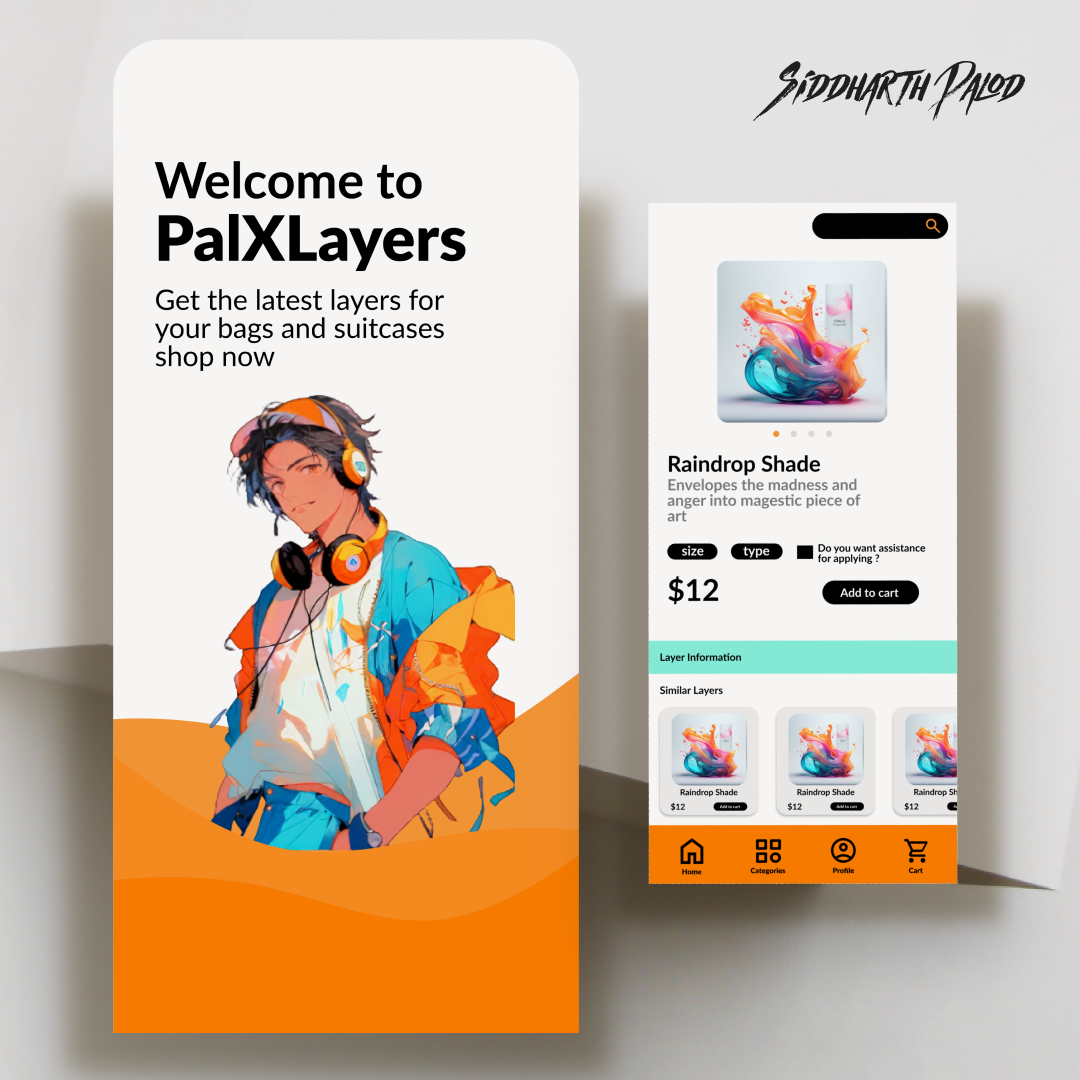 SIDDHARTH PALOD
Welcome to
PalXLayers
Get the latest layers for
your bags and suitcases
shop now
Raindrop Shade
Envelopes the madness and
anger into magestic piece of
art
size
type
Do you want assistance
for applying ?
$12
Add to cart
Layer Information
Similar Layers
Raindrop Shade
$12
Add to cart
Raindrop Shade
$12
Add to cart
Raindrop Sh
$12
Home
Categories
Profile
Cart